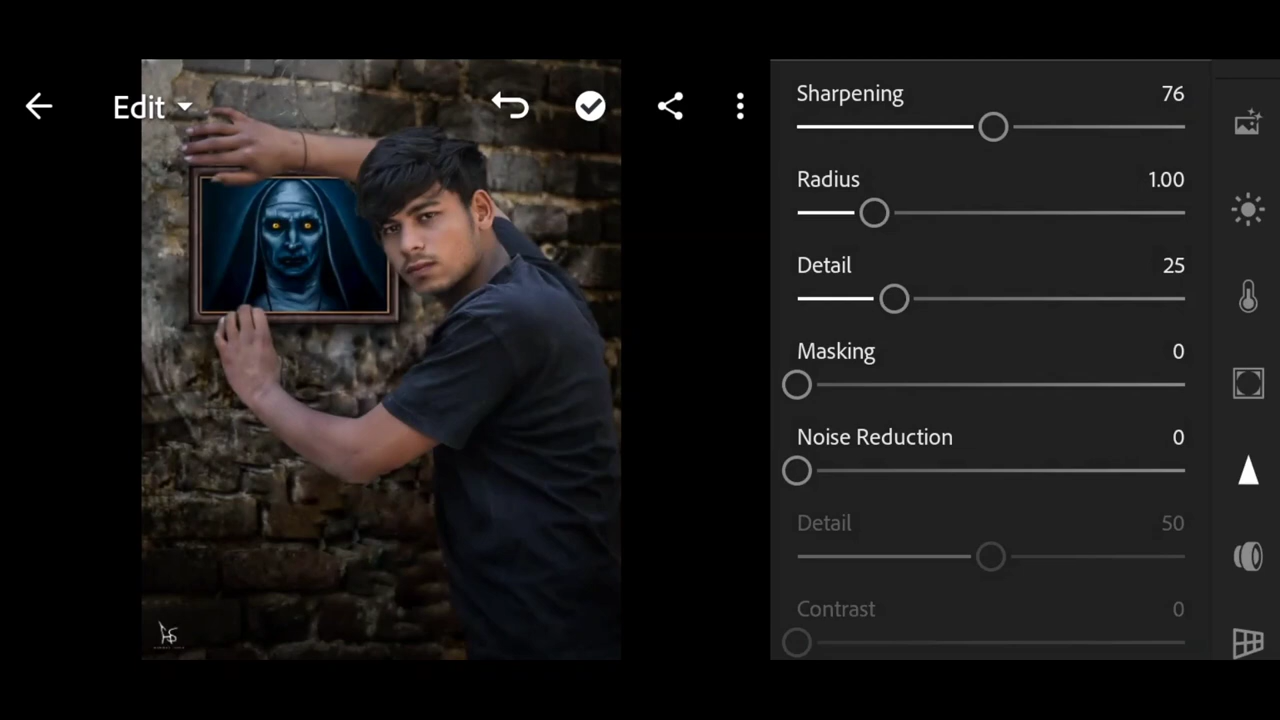 Edit
Sharpening 76
Radius 1.00
Detail 25
Masking 0
Noise Reduction 0
Detail 50
Contrast 0